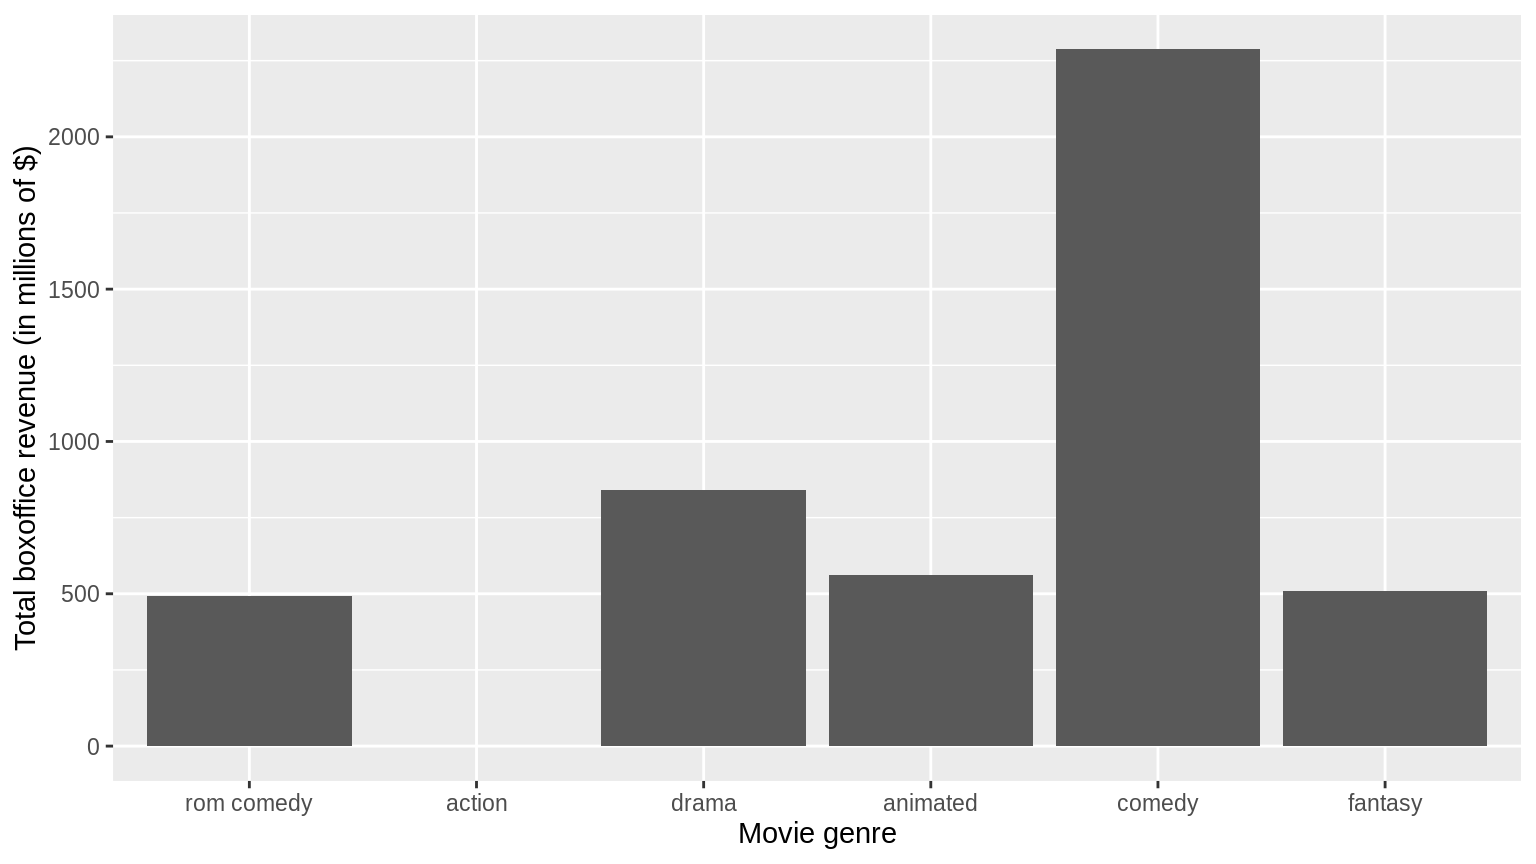 Total boxoffice revenue (in millions of $)
2000
1500
1000
500
0
rom comedy action drama animated comedy fantasy
Movie genre